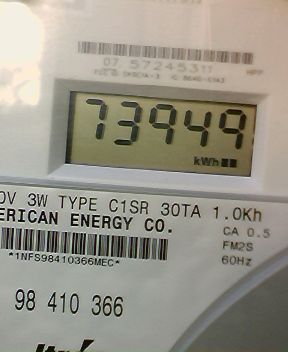 07 57245311
73949
kWh
0V 3W TYPE C1SR 30TA 1.0Kh
ERICAN ENERGY CO.
CA 0.5
FM2S
*1NFS98410366MEC*
60Hz
98 410 366